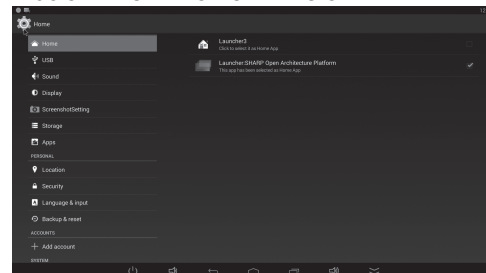 12
Home
Home
USB
Sound
Display
ScreenshotSetting
Storage
Apps
PERSONAL
Location
Security
Language & input
Backup & reset
ACCOUNTS
Add account
SYSTEM
Launcher3
Click to select it as Home App
Launcher:SHARP Open Architecture Platform
This app has been selected as Home App